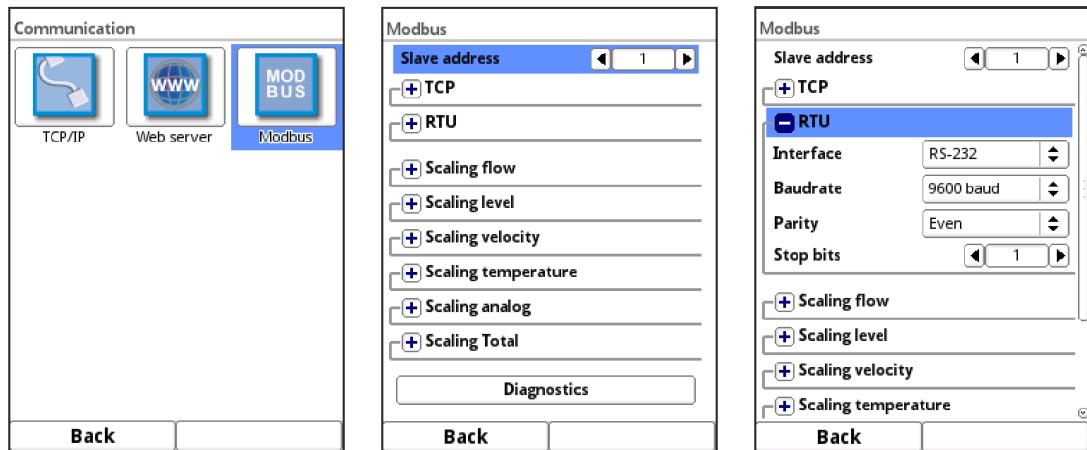 Communication
MOD
BUS
WWW
TCP/IP
Web server
Modbus
Back
Modbus
Slave address 1
TCP
RTU
Scaling flow
Scaling level
Scaling velocity
Scaling temperature
Scaling analog
Scaling Total
Diagnostics
Back
Modbus
Slave address 1
TCP
RTU
Interface RS-232
Baudrate 9600 baud
Parity Even
Stop bits 1
Scaling flow
Scaling level
Scaling velocity
Scaling temperature
Back